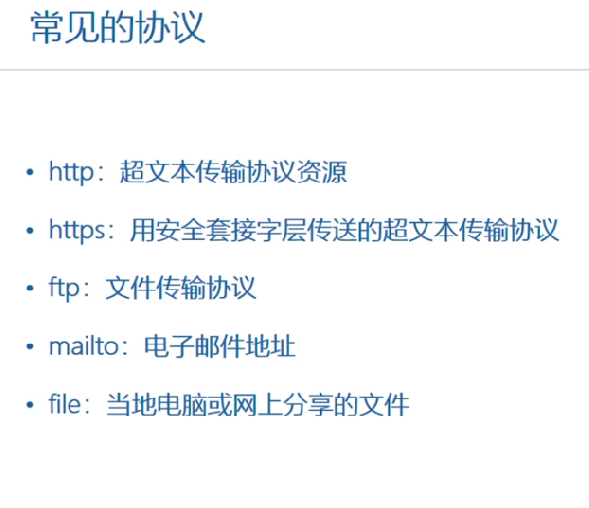 常见的协议
• http：超文本传输协议资源
• https：用安全套接字层传送的超文本传输协议
• ftp：文件传输协议
• mailto：电子邮件地址
• file：当地电脑或网上分享的文件